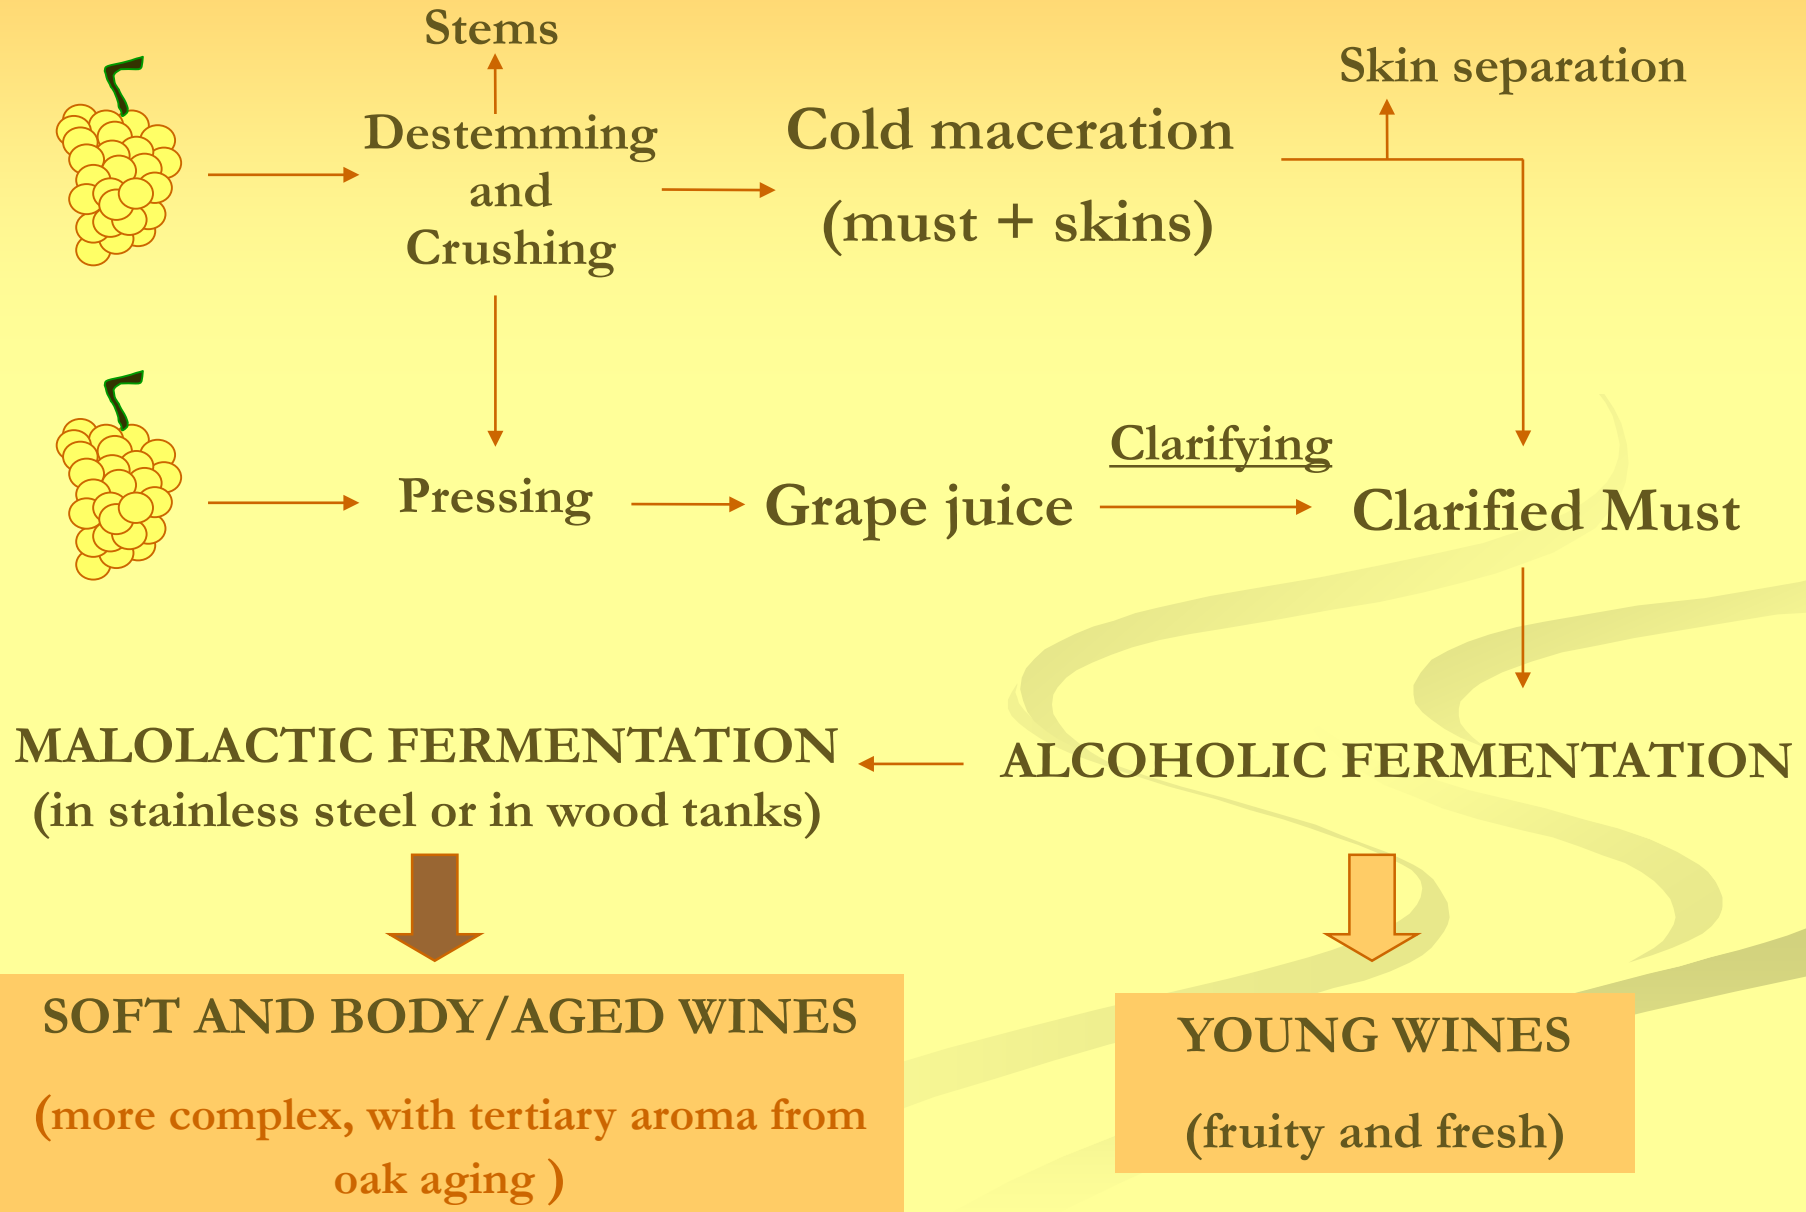 Stems
Skin separation
Destemming
and
Crushing
Cold maceration
(must + skins)
Clarifying
Pressing
Grape juice
Clarified Must
MALOLACTIC FERMENTATION
(in stainless steel or in wood tanks)
ALCOHOLIC FERMENTATION
SOFT AND BODY/AGED WINES
(more complex, with tertiary aroma from
oak aging )
YOUNG WINES
(fruity and fresh)